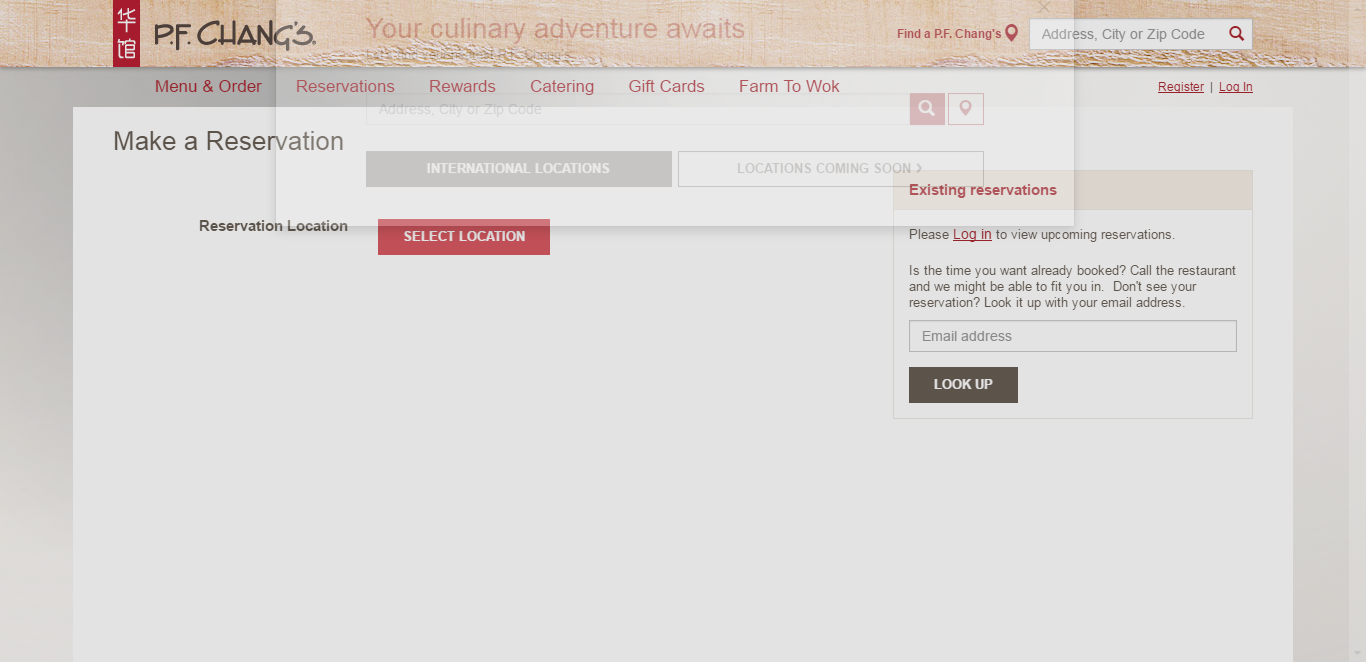 华
馆
P.F. CHANG'S
Your culinary adventure awaits
Find a P.F. Chang's
Address, City or Zip Code
Menu & Order
Reservations
Rewards
Catering
Gift Cards
Farm To Wok
Register | Log In
Address, City or Zip Code
Make a Reservation
INTERNATIONAL LOCATIONS
LOCATIONS COMING SOON
Existing reservations
Reservation Location
SELECT LOCATION
Please Log in to view upcoming reservations.
Is the time you want already booked? Call the restaurant
and we might be able to fit you in. Don't see your
reservation? Look it up with your email address.
Email address
LOOK UP